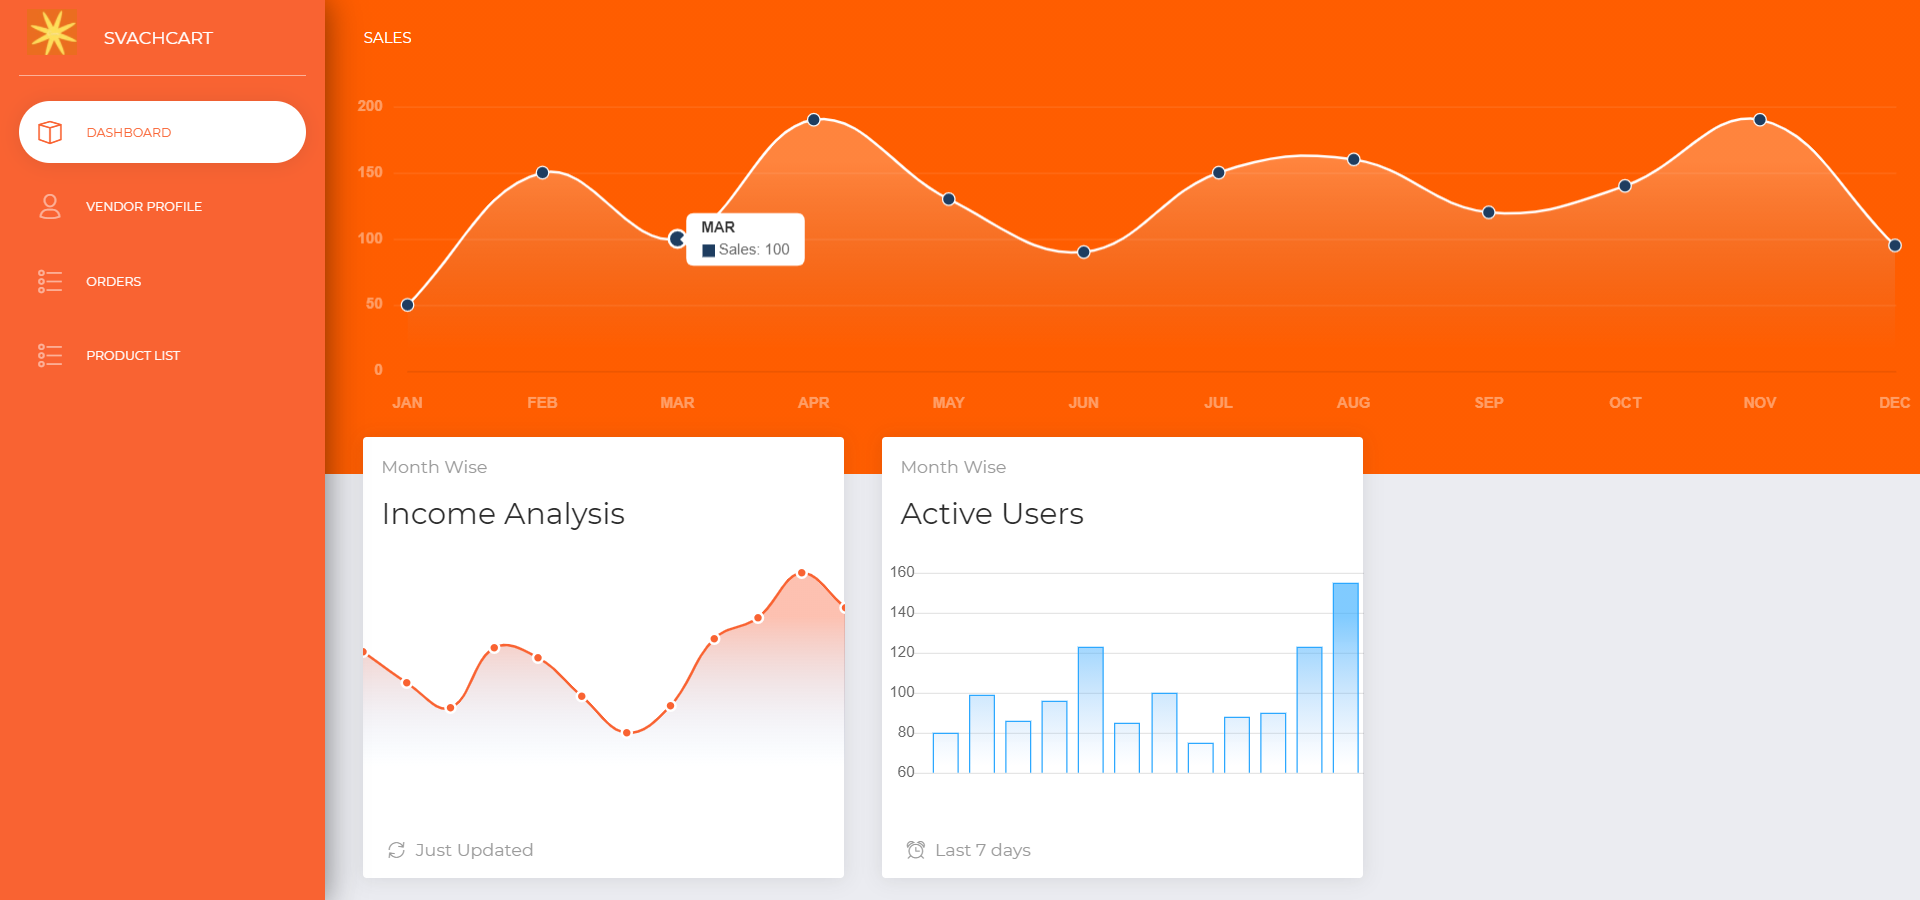 SVACHCART
DASHBOARD
VENDOR PROFILE
ORDERS
PRODUCT LIST
SALES
200
150
100
50
0
MAR
Sales: 100
JAN FEB MAR APR MAY JUN JUL AUG SEP OCT NOV DEC
Month Wise
Income Analysis
Just Updated
Month Wise
Active Users
160
140
120
100
80
60
Last 7 days